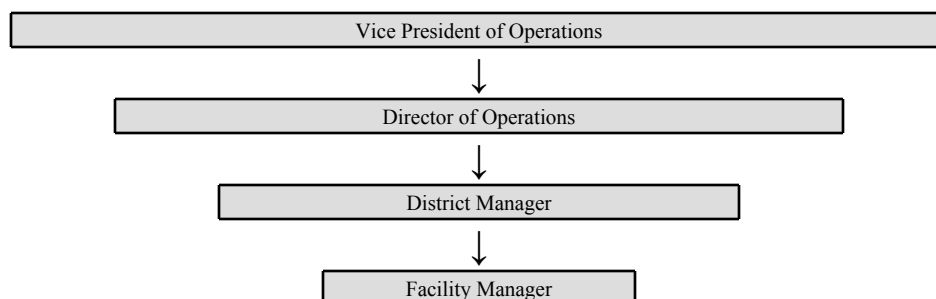 Vice President of Operations
Director of Operations
District Manager
Facility Manager